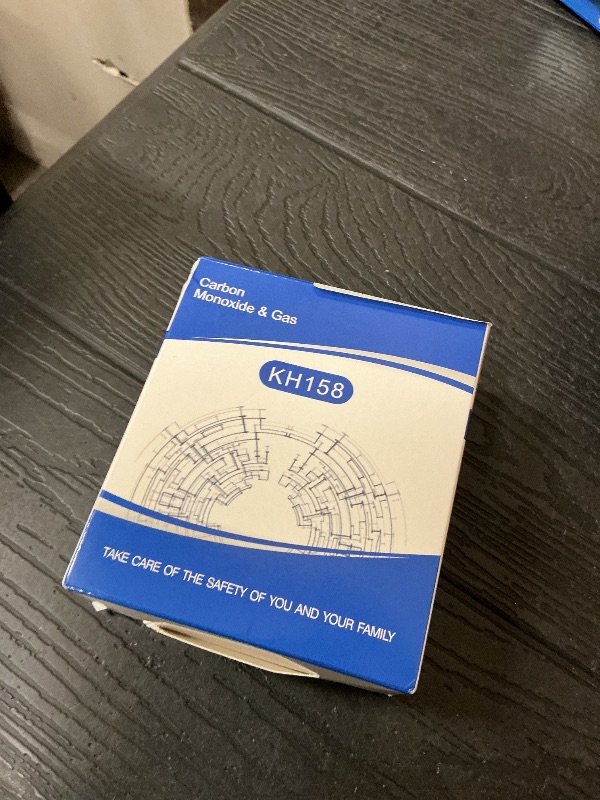 Carbon
Monoxide & Gas
KH158
TAKE CARE OF THE SAFETY OF YOU AND YOUR FAMILY